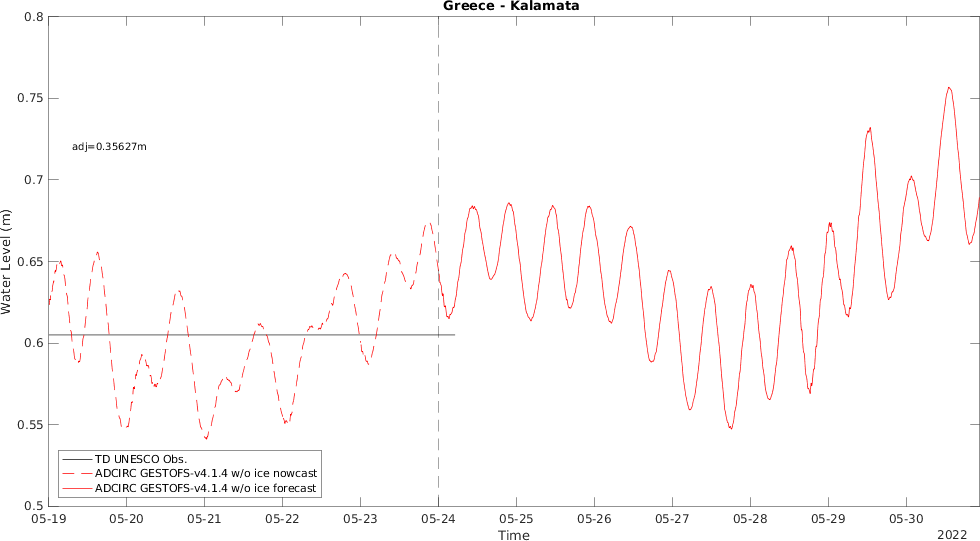 Greece - Kalamata
0.8
0.75
0.7
0.65
0.6
0.55
0.5
Water Level (m)
adj=0.35627m
TD UNESCO Obs.
ADCIRC GESTOFS-v4.1.4 w/o ice nowcast
ADCIRC GESTOFS-v4.1.4 w/o ice forecast
05-19 05-20 05-21 05-22 05-23 05-24 05-25 05-26 05-27 05-28 05-29 05-30
Time
2022